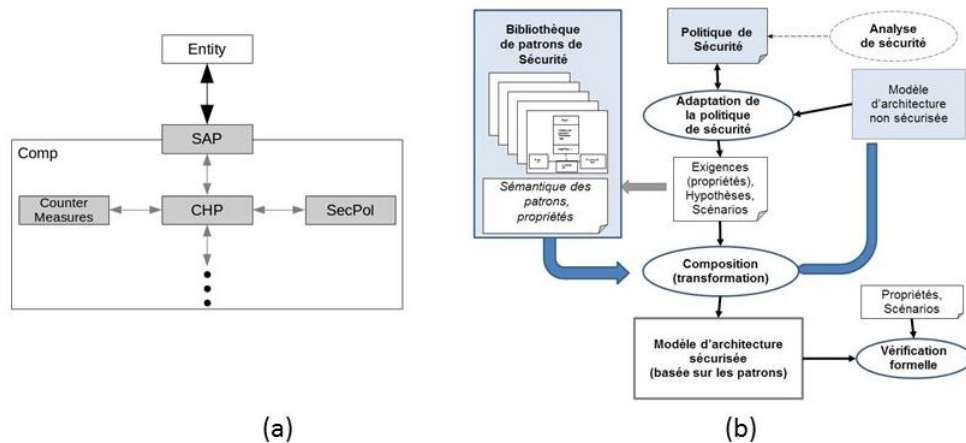 Entity
SAP
Comp
Counter
Measures
CHP
SecPol
(a)
Bibliothèque
de patrons de
Sécurité
Sémantique des
patrons,
propriétés
Politique de
Sécurité
Analyse
de sécurité
Adaptation de
la politique
de sécurité
Modèle
d'architecture
non sécurisée
Exigences
(propriétés),
Hypothèses,
Scénarios
Composition
(transformation)
Propriétés,
Scénarios
Modèle d'architecture
sécurisée
(basée sur les patrons)
Vérification
formelle
(b)